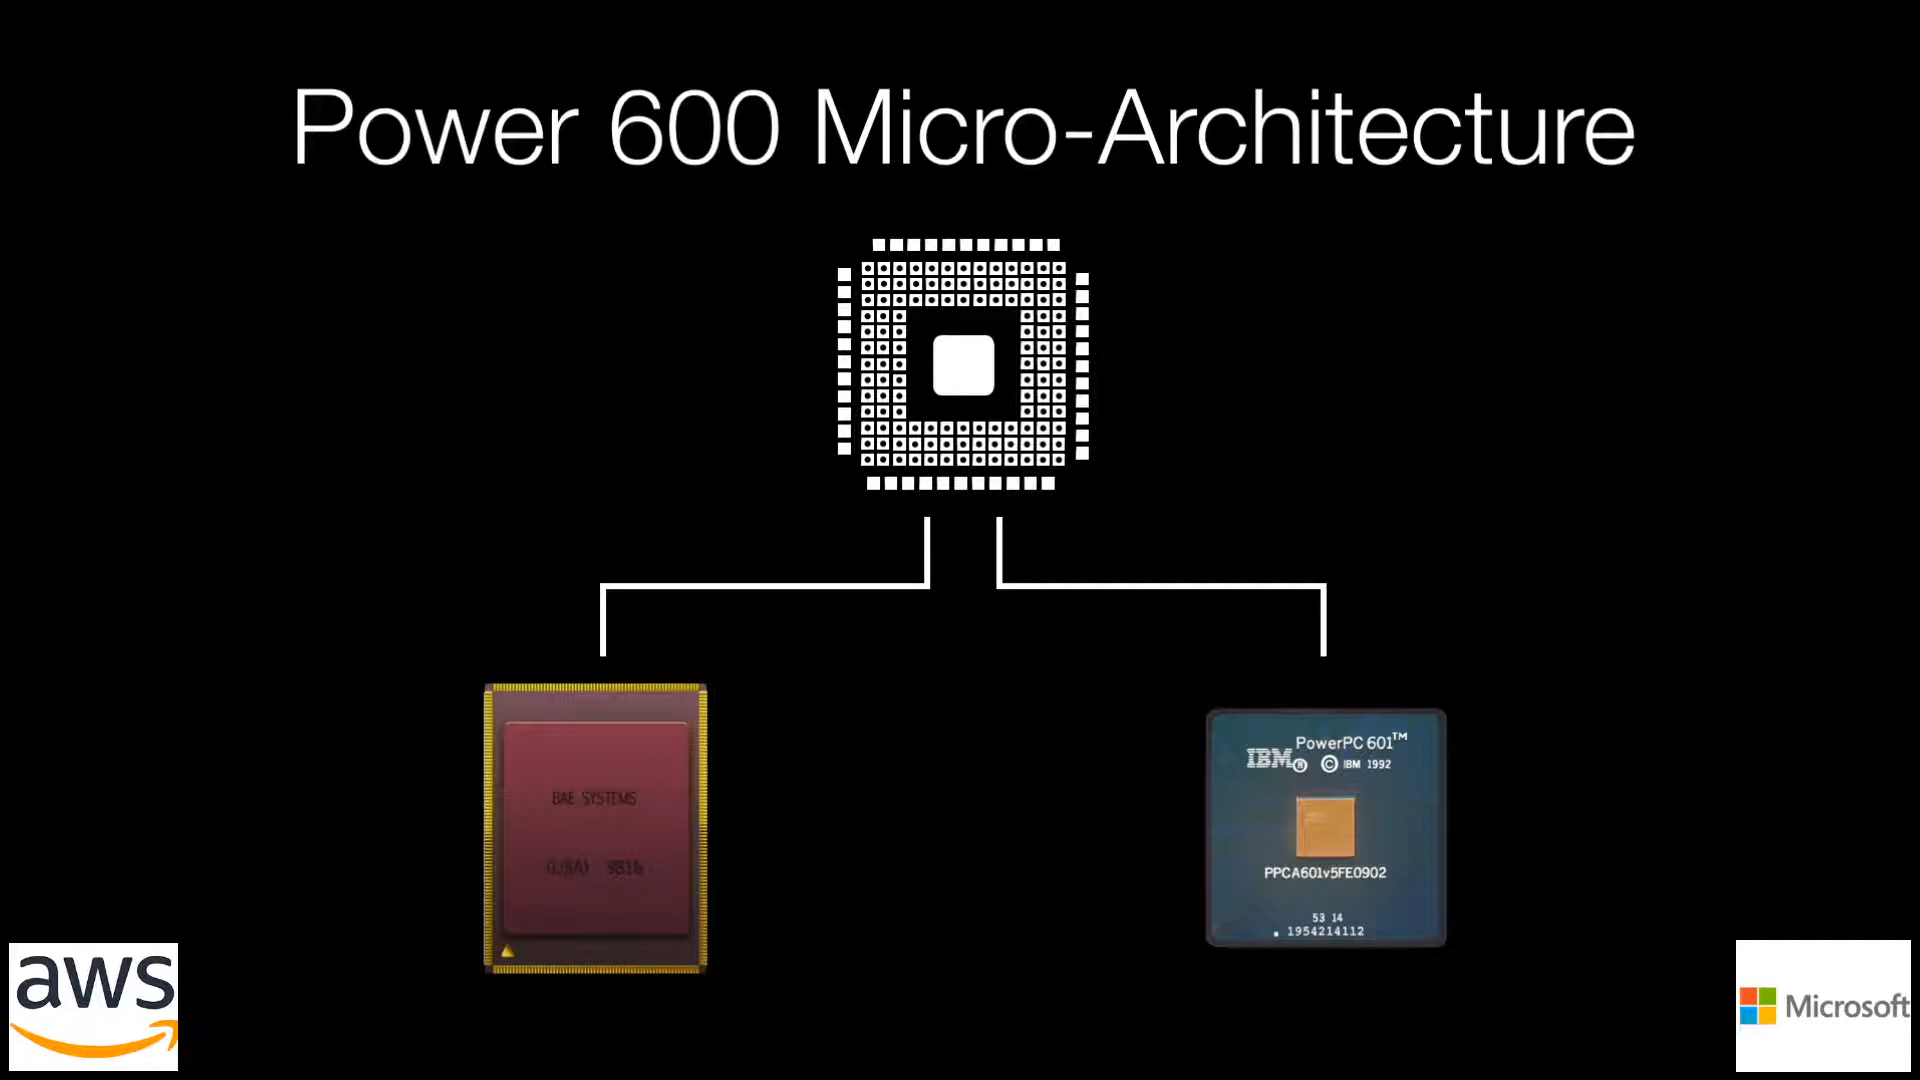 Power 600 Micro-Architecture
BAE SYSTEMS
IBM® PowerPC 601™
© IBM 1992
PPCA601v5FE0902
53 14
1954214112
aws
Microsoft